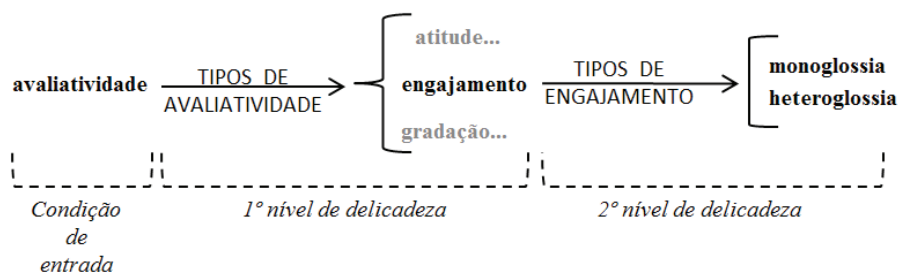 atitude...
avaliatividade TIPOS DE engajamento TIPOS DE monoglossia
AVALIATIVIDADE ENGAJAMENTO heteroglossia
gradação...
Condição 1º nível de delicadeza 2º nível de delicadeza
de
entrada